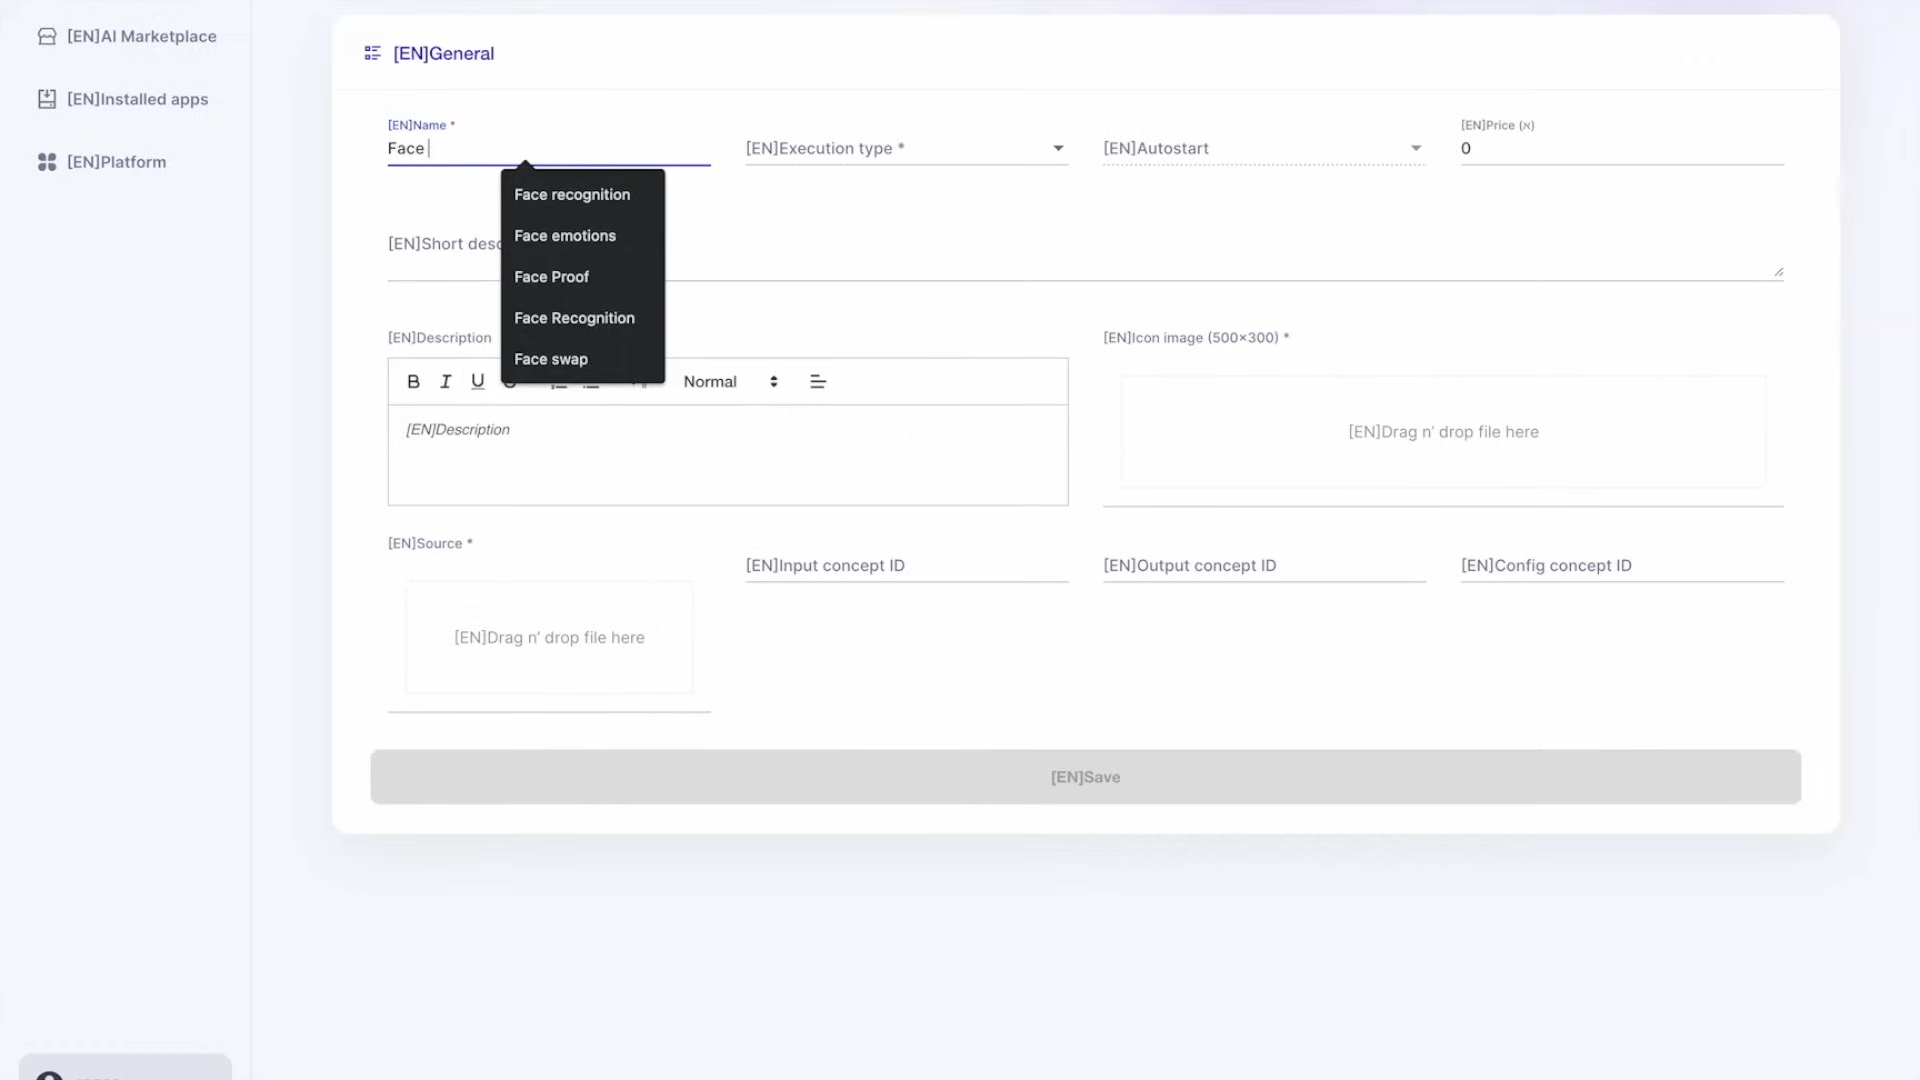 [EN]AI Marketplace
[EN]Installed apps
[EN]Platform
[EN]General
[EN]Name *
Face
[EN]Execution type *
[EN]Autostart
[EN]Price (ℵ)
0
Face recognition
Face emotions
Face Proof
Face Recognition
Face swap
[EN]Short
[EN]Description
B I U
Normal
[EN]Description
[EN]Icon image (500×300) *
[EN]Drag n’ drop file here
[EN]Source *
[EN]Drag n’ drop file here
[EN]Input concept ID
[EN]Output concept ID
[EN]Config concept ID
[EN]Save